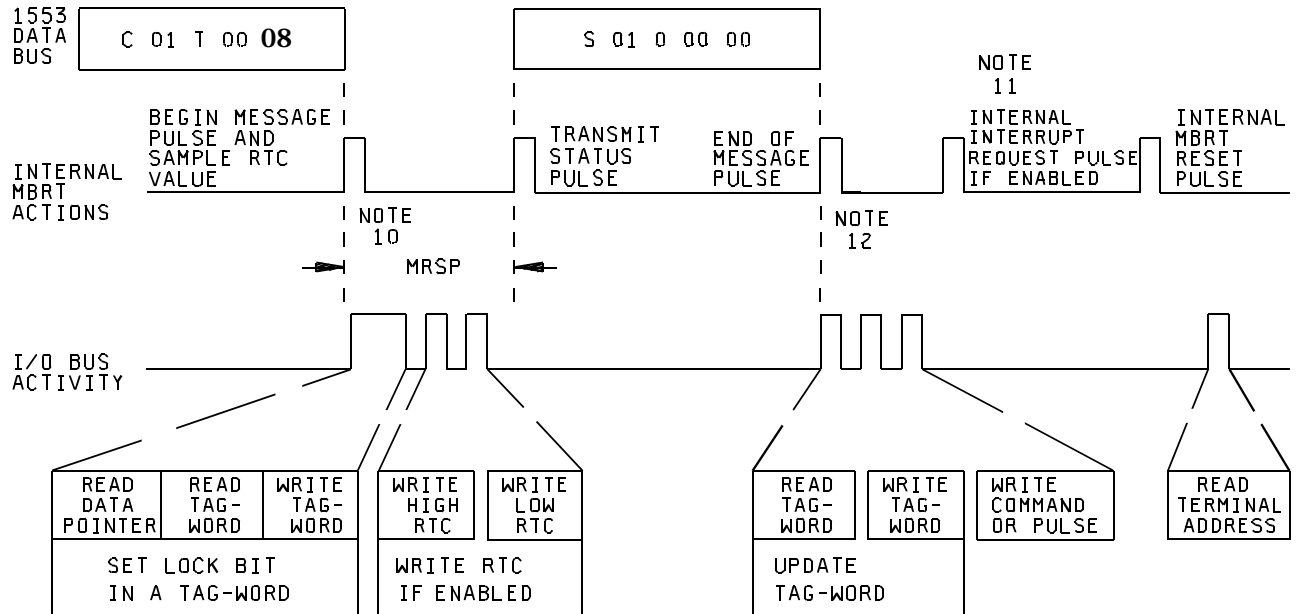 1553
DATA
BUS
C 01 T 00 08
S 01 0 00 00
NOTE
11
BEGIN MESSAGE
PULSE AND
SAMPLE RTC
VALUE
TRANSMIT
STATUS
PULSE
END OF
MESSAGE
PULSE
INTERNAL
INTERRUPT
REQUEST PULSE
IF ENABLED
INTERNAL
MBRT
RESET
PULSE
INTERNAL
MBRT
ACTIONS
NOTE
10
NOTE
12
MRSP
I/O BUS
ACTIVITY
READ
DATA
POINTER
READ
TAG-
WORD
WRITE
TAG-
WORD
WRITE
HIGH
RTC
WRITE
LOW
RTC
READ
TAG-
WORD
WRITE
TAG-
WORD
WRITE
COMMAND
OR PULSE
READ
TERMINAL
ADDRESS
SET LOCK BIT
IN A TAG-WORD
WRITE RTC
IF ENABLED
UPDATE
TAG-WORD